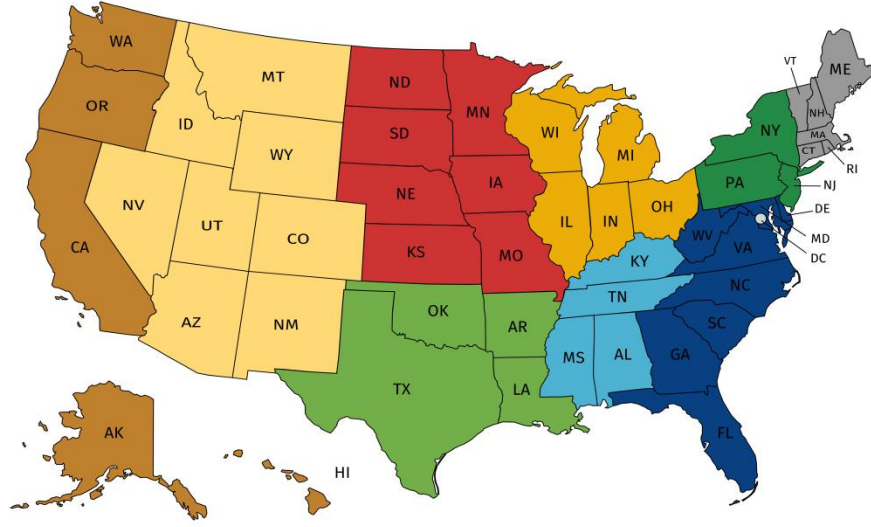 WA
MT
ND
MN
VT
ME
OR
ID
NH
WI
NY
MA
SD
MI
CT
RI
WY
PA
NJ
NE
IA
NV
OH
DE
UT
IL
IN
CO
WV
VA
MD
CA
KS
MO
KY
DC
NC
TN
OK
AZ
NM
AR
SC
MS
AL
GA
TX
LA
AK
FL
HI